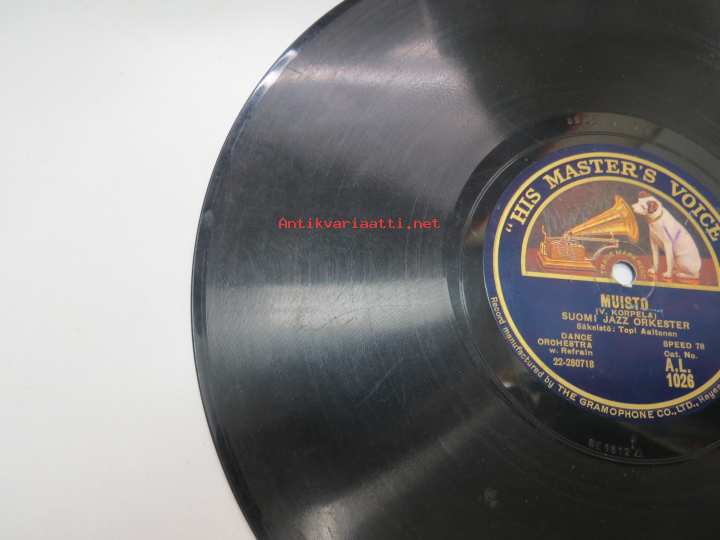 Antikvariaatti.net
"HIS MASTER'S VOICE
MUISTO
(V. KORPELA)
SUOMI JAZZ ORKESTER
Säkeistö: Topi Aaltonen
DANCE
ORCHESTRA
w. Refrain
22-280718
SPEED 78
Cat. No.
A.L.
1026
Record manufactured by THE GRAMOPHONE CO., LTD., Hayes